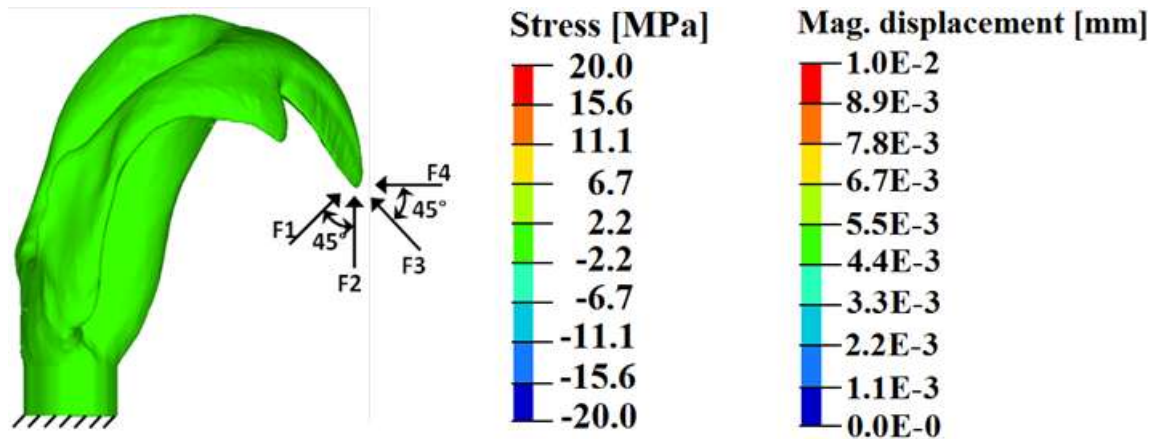 Stress [MPa]
20.0
15.6
11.1
6.7
2.2
-2.2
-6.7
-11.1
-15.6
-20.0
Mag. displacement [mm]
1.0E-2
8.9E-3
7.8E-3
6.7E-3
5.5E-3
4.4E-3
3.3E-3
2.2E-3
1.1E-3
0.0E-0
F4
45°
F1
45°
F3
F2